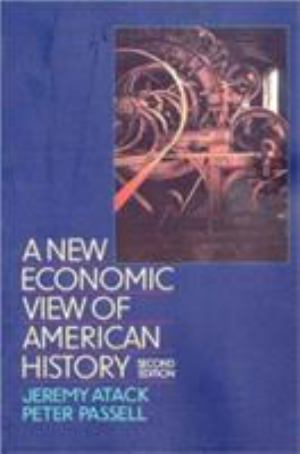 A NEW
ECONOMIC
VIEW OF
AMERICAN
HISTORY SECOND EDITION
JEREMY ATACK
PETER PASSELL